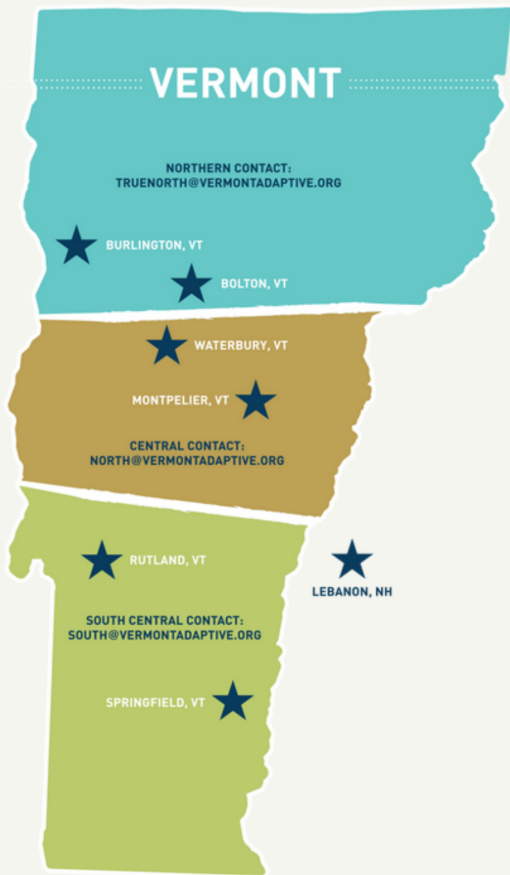 VERMONT
NORTHERN CONTACT:
TRUENORTH@VERMONTADAPTIVE.ORG
BURLINGTON, VT
BOLTON, VT
WATERBURY, VT
MONTPELIER, VT
CENTRAL CONTACT:
NORTH@VERMONTADAPTIVE.ORG
RUTLAND, VT
LEBANON, NH
SOUTH CENTRAL CONTACT:
SOUTH@VERMONTADAPTIVE.ORG
SPRINGFIELD, VT